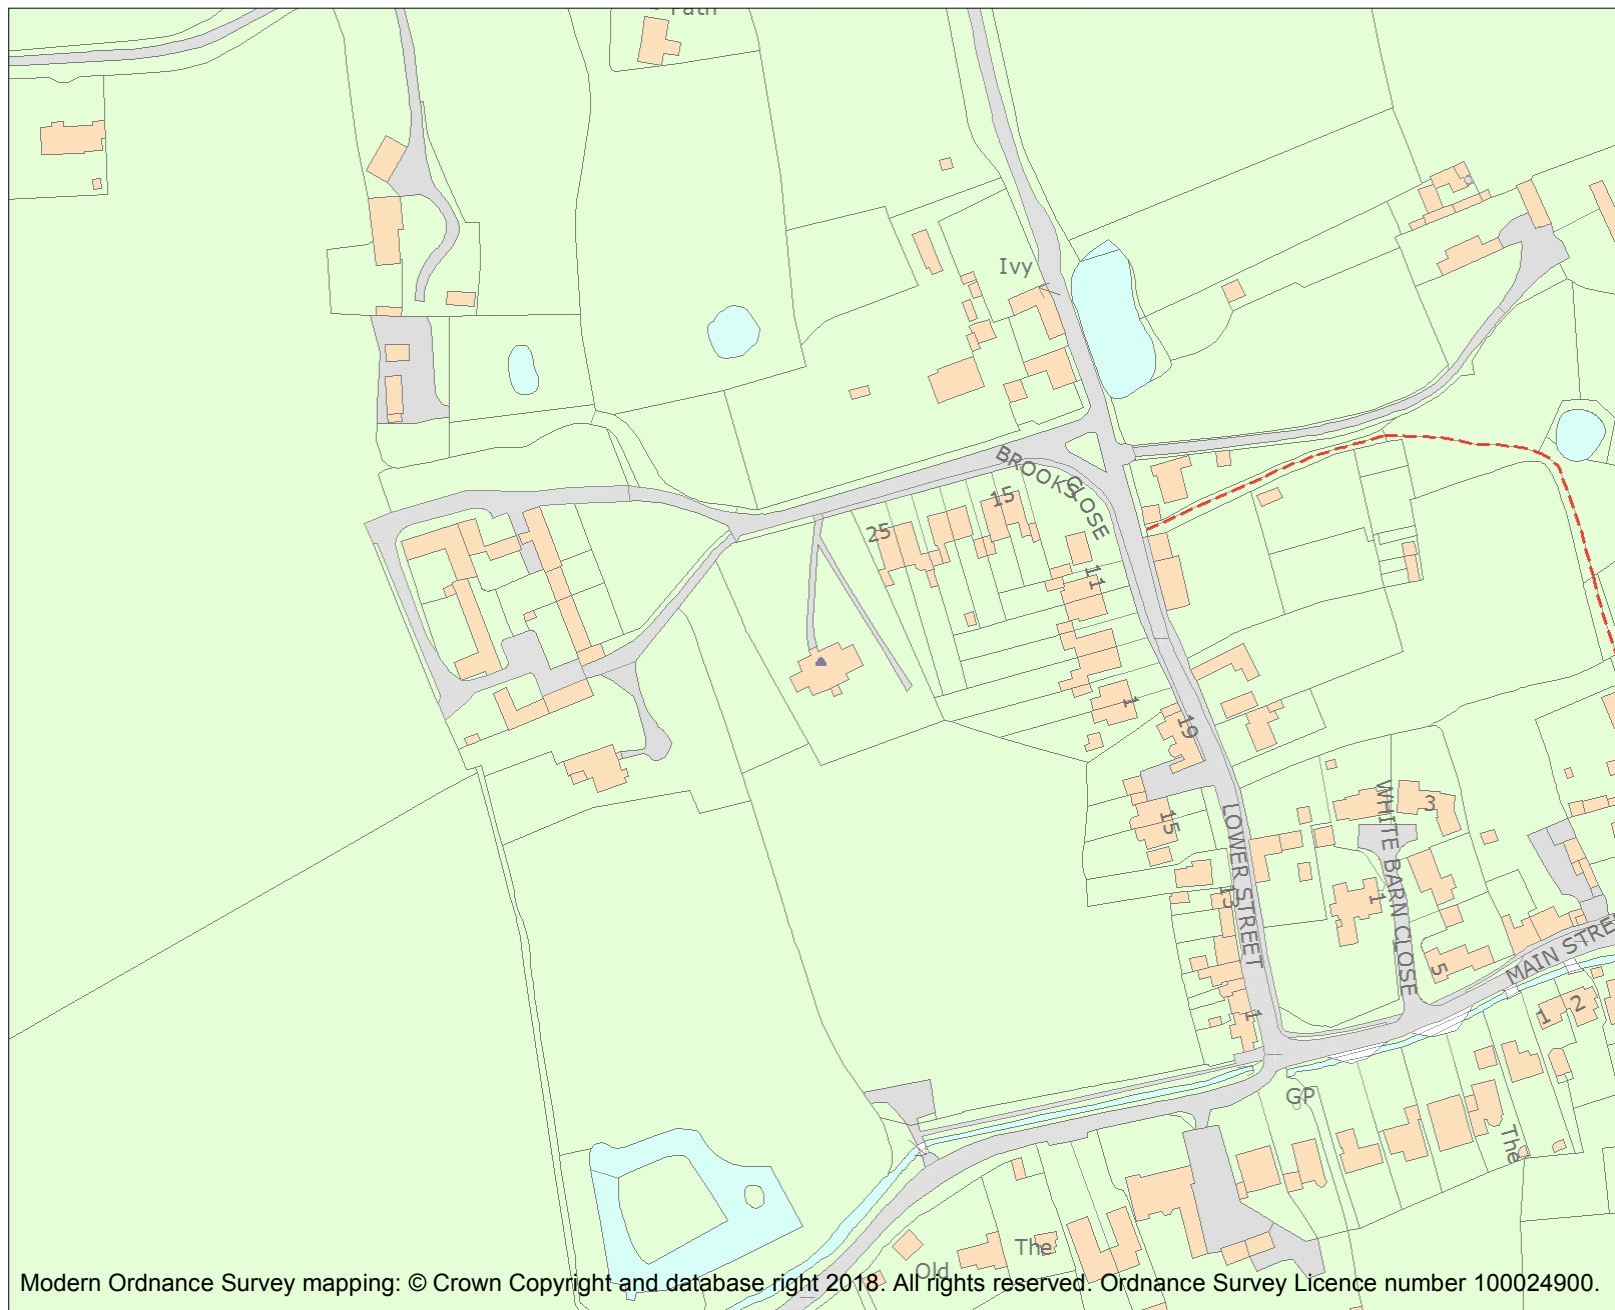 Path
Ivy
BROOKS
CLOSE
15
25
11
1
19
15
LOWER STREET
WHITE BARN CLOSE
3
13
1
5
MAIN STREE
1
1
2
GP
The
The
Old
Modern Ordnance Survey mapping: © Crown Copyright and database right 2018. All rights reserved. Ordnance Survey Licence number 100024900.